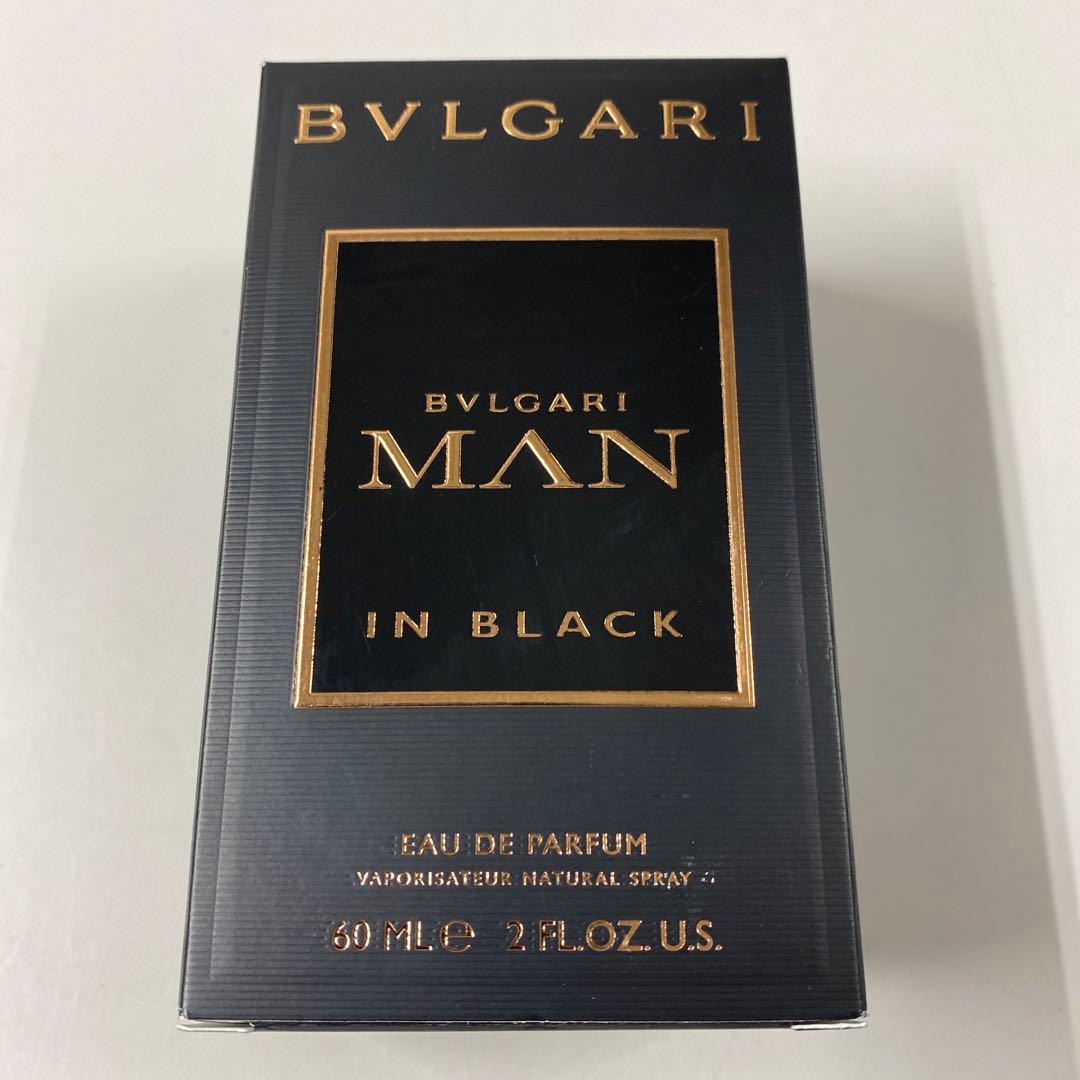 BVLGARI
BVLGARI
MAN
IN BLACK
EAU DE PARFUM
VAPORISATEUR NATURAL SPRAY
60 ML e 2 FL.OZ. U.S.